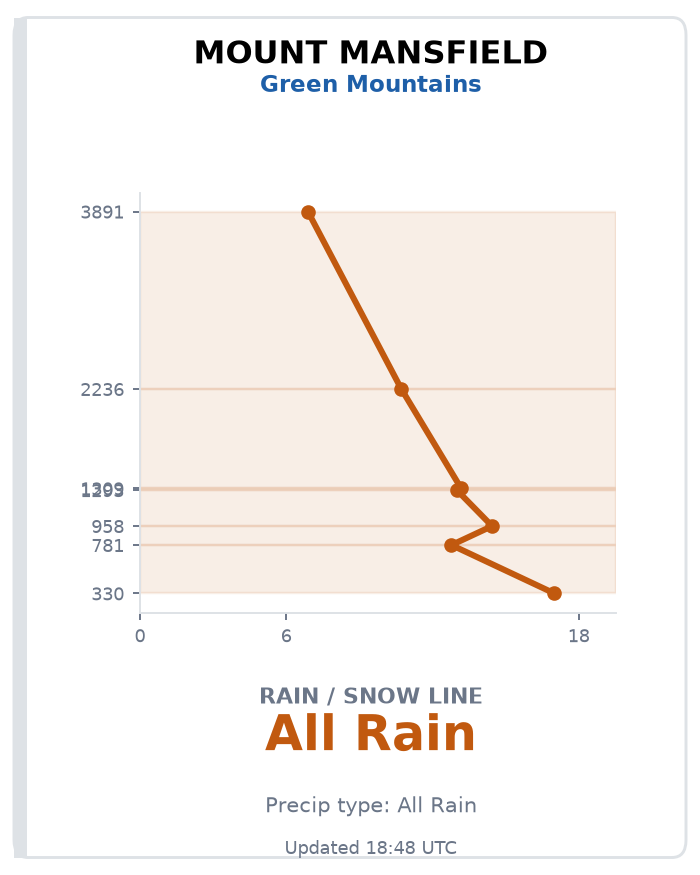 MOUNT MANSFIELD
Green Mountains
3891
2236
958
781
330
0 6 18
RAIN / SNOW LINE
All Rain
Precip type: All Rain
Updated 18:48 UTC